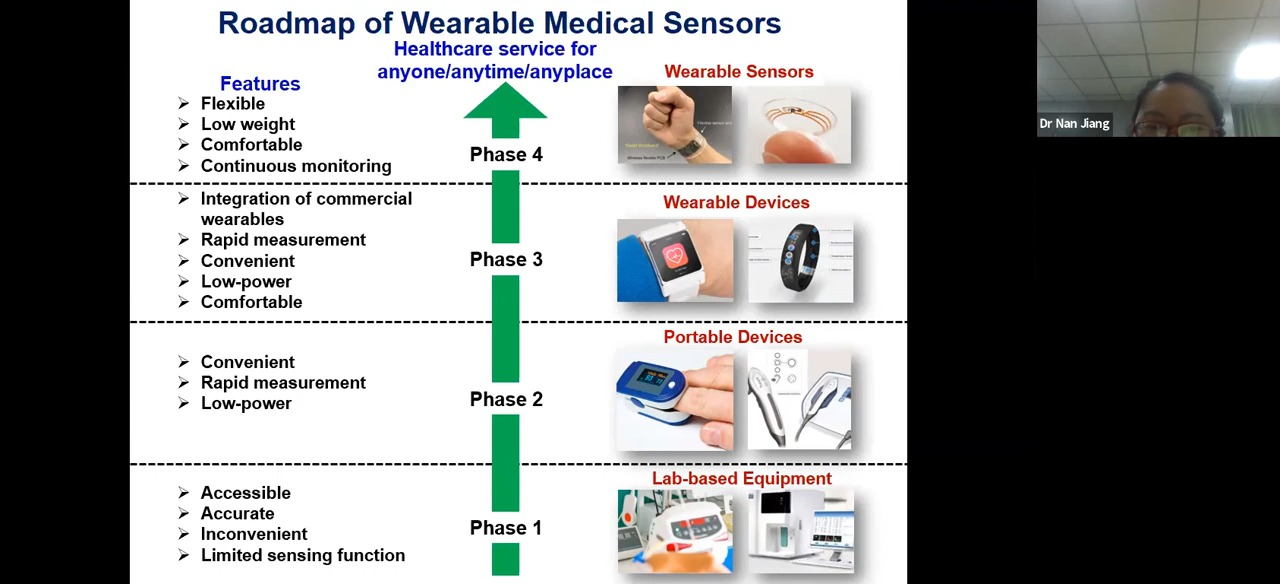 Roadmap of Wearable Medical Sensors
Healthcare service for
anyone/anytime/anyplace
Features
Flexible
Low weight
Comfortable
Continuous monitoring
Phase 4
Wearable Sensors
Integration of commercial
wearables
Rapid measurement
Convenient
Low-power
Comfortable
Phase 3
Wearable Devices
Convenient
Rapid measurement
Low-power
Phase 2
Portable Devices
Accessible
Accurate
Inconvenient
Limited sensing function
Phase 1
Lab-based Equipment
Dr Nan Jiang